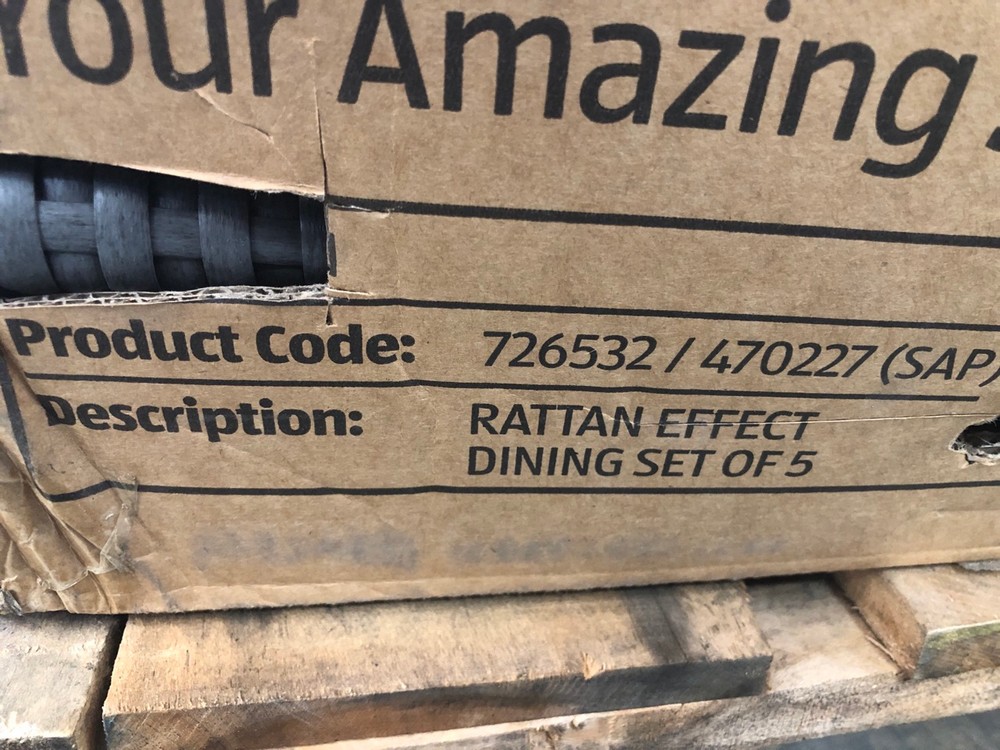 Your Amazing
Product Code: 726532 / 470227 (SAP)
Description: RATTAN EFFECT
DINING SET OF 5